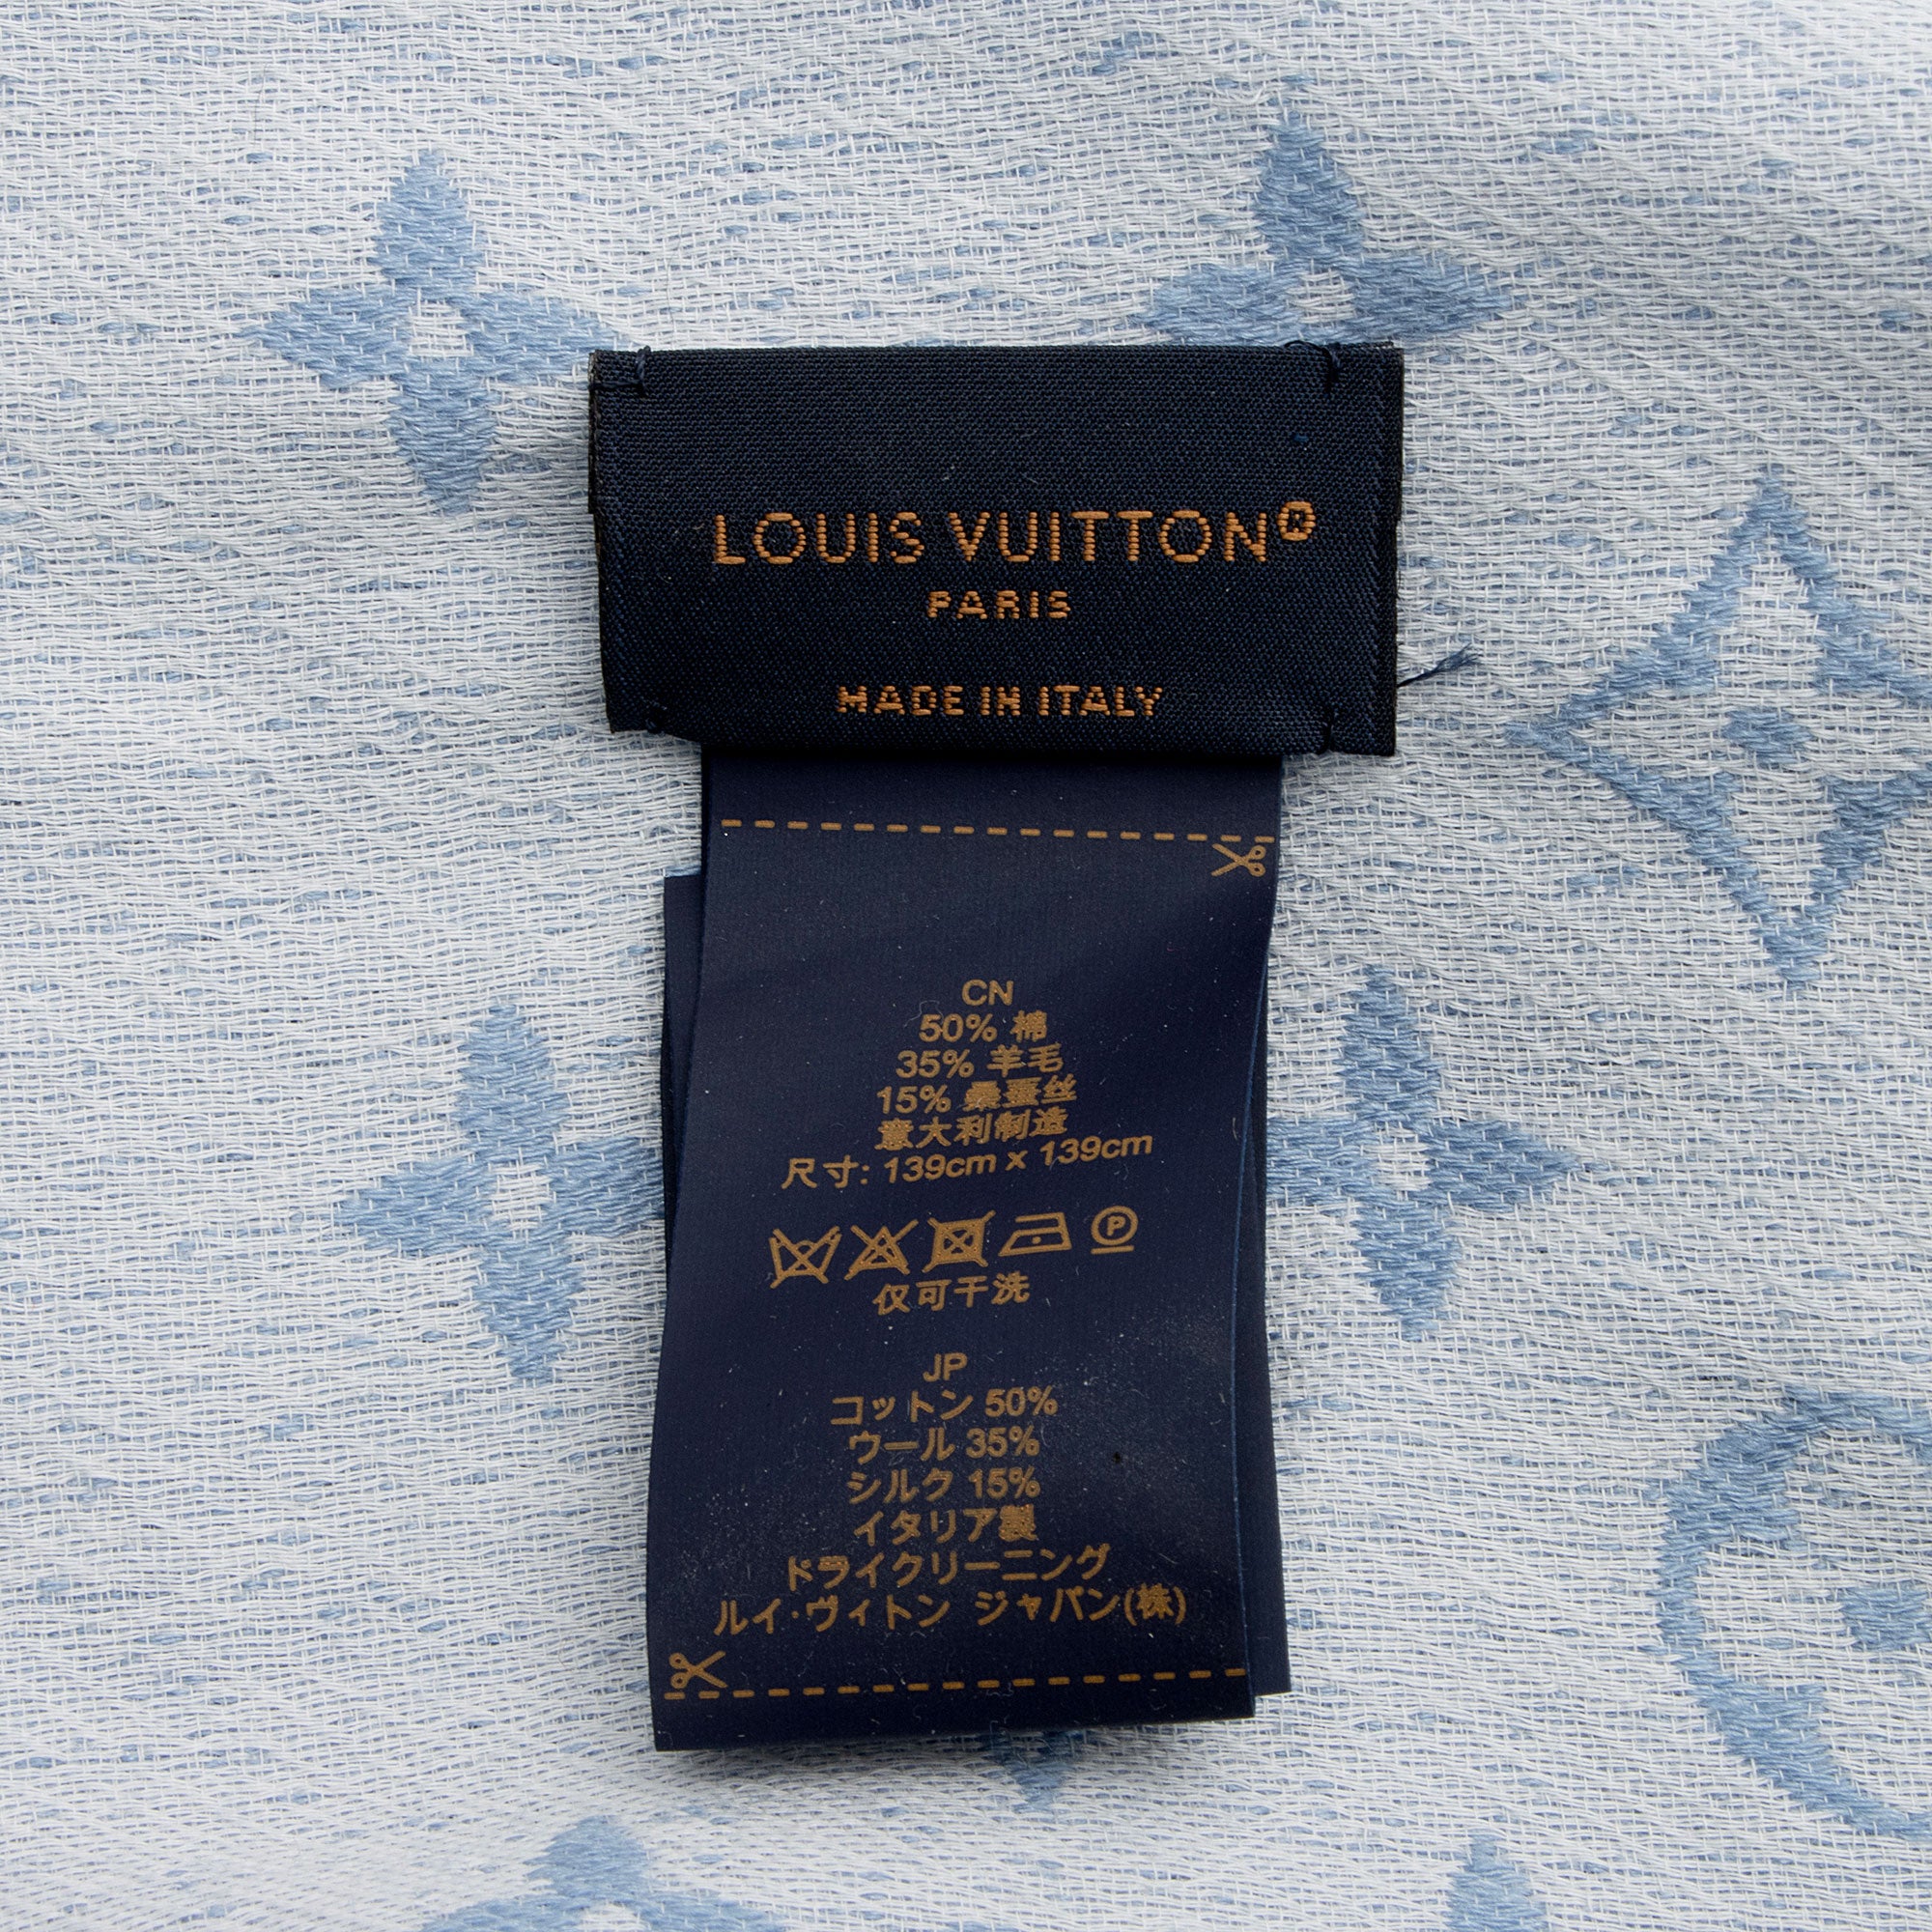 LOUIS VUITTON®
PARIS
MADE IN ITALY
CN
50% 棉
35% 羊毛
15% 桑蚕丝
意大利制造
尺寸: 139cm x 139cm
P
仅可干洗
JP
コットン 50%
ウール 35%
シルク 15%
イタリア製
ドライクリーニング
ルイ·ヴィトン ジャパン(株)